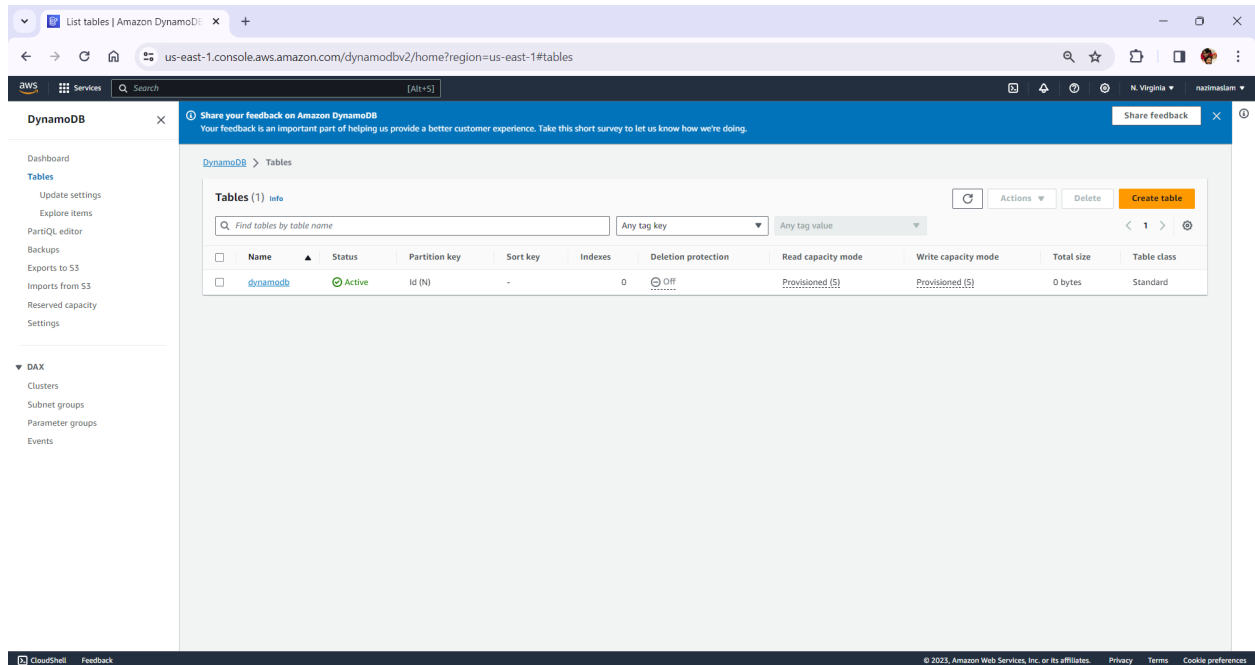 List tables | Amazon DynamoDB
us-east-1.console.aws.amazon.com/dynamodbv2/home?region=us-east-1#tables
aws Services Search [Alt+S] N. Virginia nazimaslam
DynamoDB
Share your feedback on Amazon DynamoDB
Your feedback is an important part of helping us provide a better customer experience. Take this short survey to let us know how we're doing.
Share feedback
Dashboard
Tables
Update settings
Explore items
PartiQL editor
Backups
Exports to S3
Imports from S3
Reserved capacity
Settings
DAX
Clusters
Subnet groups
Parameter groups
Events
DynamoDB > Tables
Tables (1) Info
Actions Delete Create table
Find tables by table name Any tag key Any tag value < 1 >
Name Status Partition key Sort key Indexes Deletion protection Read capacity mode Write capacity mode Total size Table class
dynamodb Active Id (N) - 0 Off Provisioned (5) Provisioned (5) 0 bytes Standard
CloudShell Feedback © 2023, Amazon Web Services, Inc. or its affiliates. Privacy Terms Cookie preferences